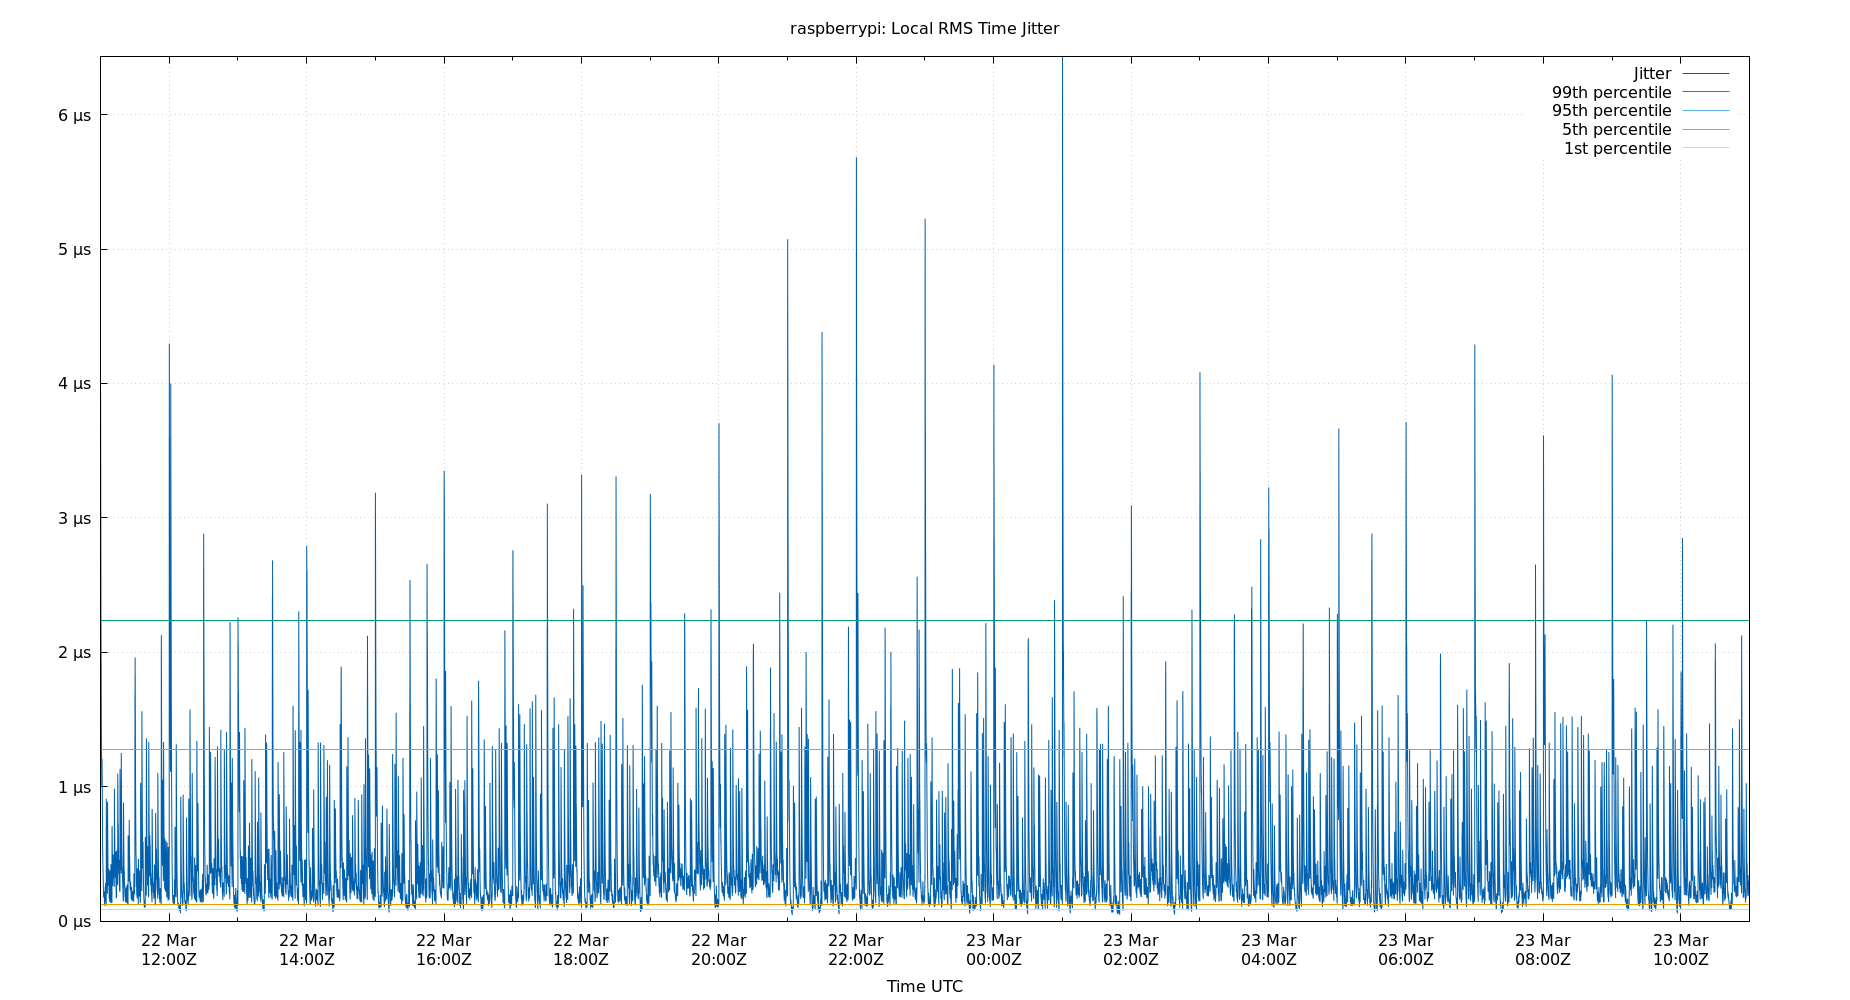 raspberrypi: Local RMS Time Jitter
Jitter
99th percentile
95th percentile
5th percentile
1st percentile
6 µs
5 µs
4 µs
3 µs
2 µs
1 µs
0 µs
22 Mar 22 Mar 22 Mar 22 Mar 22 Mar 22 Mar 23 Mar 23 Mar 23 Mar 23 Mar 23 Mar 23 Mar
12:00Z 14:00Z 16:00Z 18:00Z 20:00Z 22:00Z 00:00Z 02:00Z 04:00Z 06:00Z 08:00Z 10:00Z
Time UTC